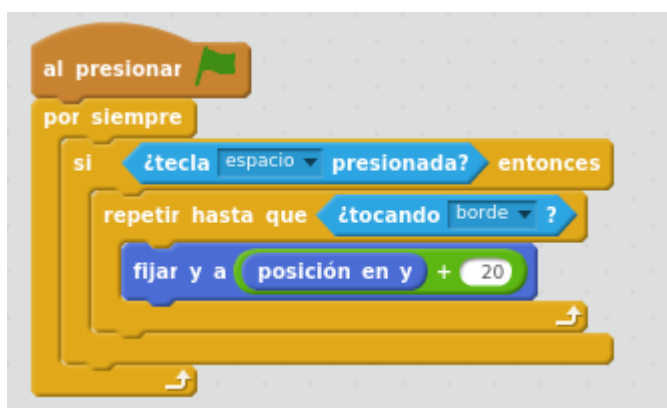 al presionar
por siempre
si ¿tecla espacio presionada? entonces
repetir hasta que ¿tocando borde ?
fijar y a posición en y + 20